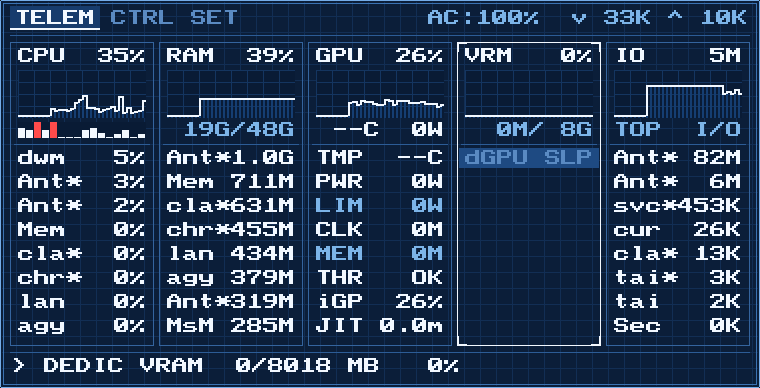 TELEM CTRL SET AC:100% v 33K ^ 10K
CPU 35% RAM 39% GPU 26% VRM 0% IO 5M
19G/48G --C 0W 0M/ 8G TOP I/O
dwm 5% Ant*1.0G TMP --C dGPU SLP Ant* 82M
Ant* 3% Mem 711M PWR 0W Ant* 6M
Ant* 2% cla*631M LIM 0W svc*453K
Mem 0% chr*455M CLK 0M cur 26K
cla* 0% lan 434M MEM 0M cla* 13K
chr* 0% agy 379M THR OK tai* 3K
lan 0% Ant*319M iGP 26% tai 2K
agy 0% MsM 285M JIT 0.0m Sec 0K
> DEDIC VRAM 0/8018 MB 0%